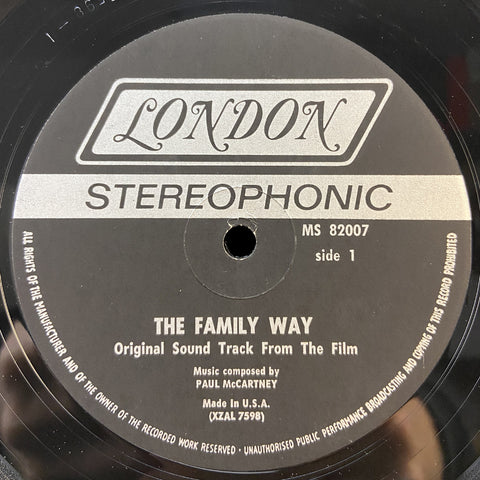 LONDON
STEREOPHONIC
MS 82007
side 1
THE FAMILY WAY
Original Sound Track From The Film
Music composed by
PAUL McCARTNEY
Made in U.S.A.
(XZAL 7598)
ALL RIGHTS OF THE MANUFACTURER AND OF THE OWNER OF THE RECORDED WORK RESERVED · UNAUTHORISED PUBLIC PERFORMANCE BROADCASTING AND COPYING OF THIS RECORD PROHIBITED